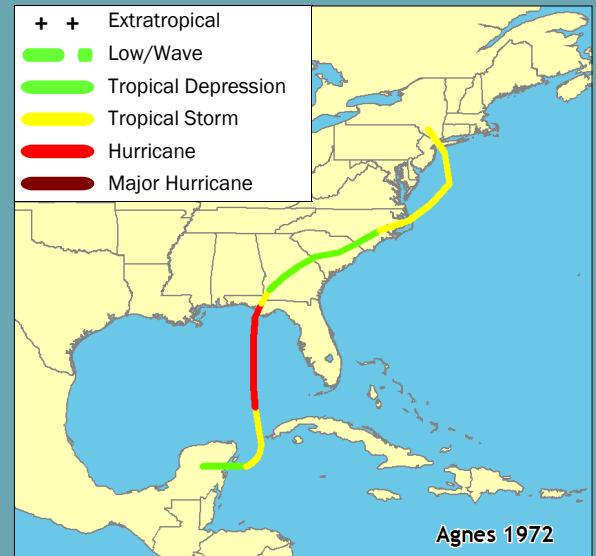 + + Extratropical
Low/Wave
Tropical Depression
Tropical Storm
Hurricane
Major Hurricane
Agnes 1972